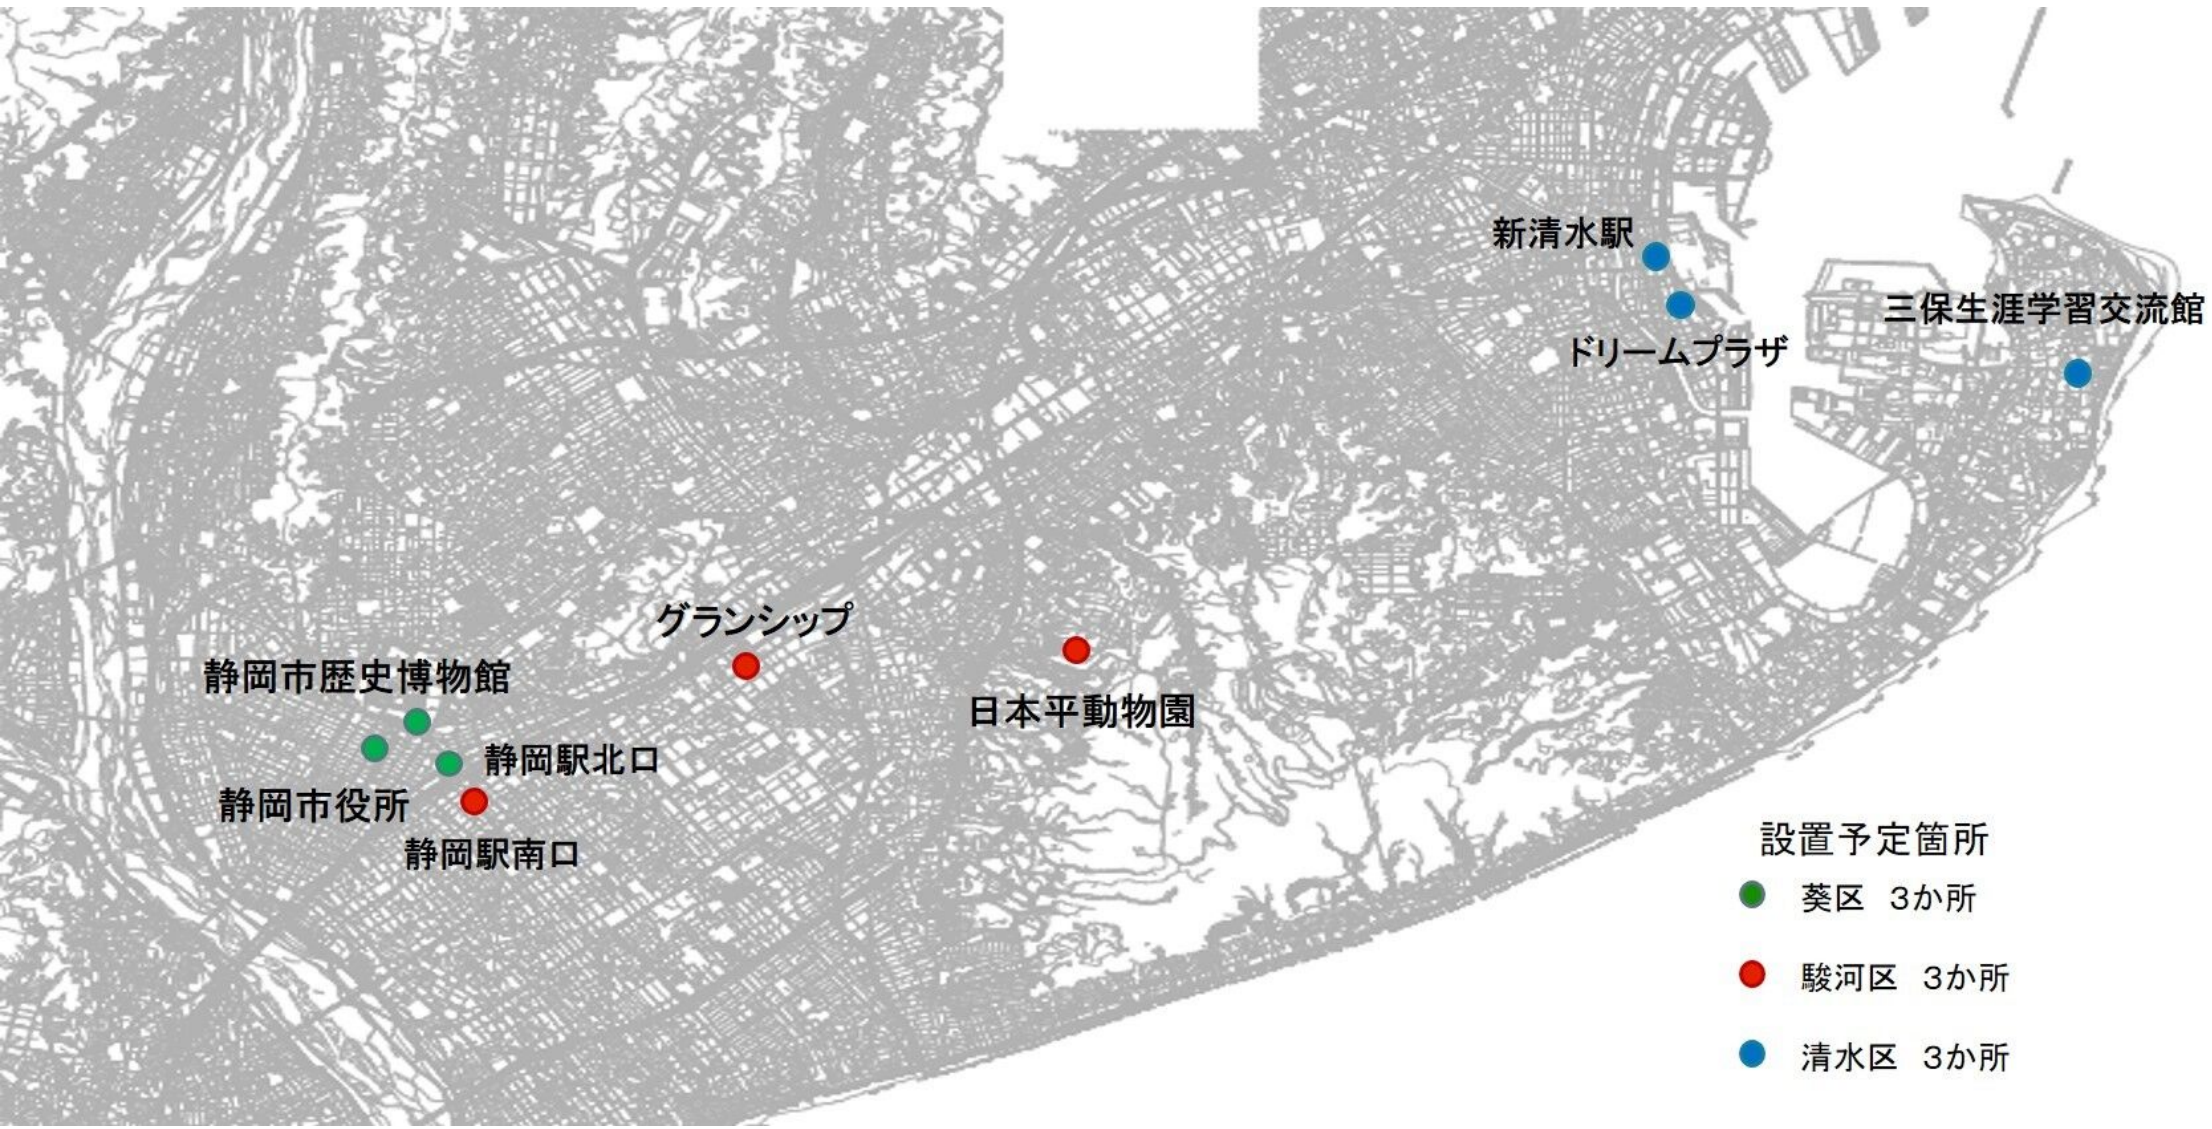 新清水駅
三保生涯学習交流館
ドリームプラザ
グランシップ
静岡市歴史博物館
日本平動物園
静岡駅北口
静岡市役所
静岡駅南口
設置予定箇所
葵区　３か所
駿河区　３か所
清水区　３か所